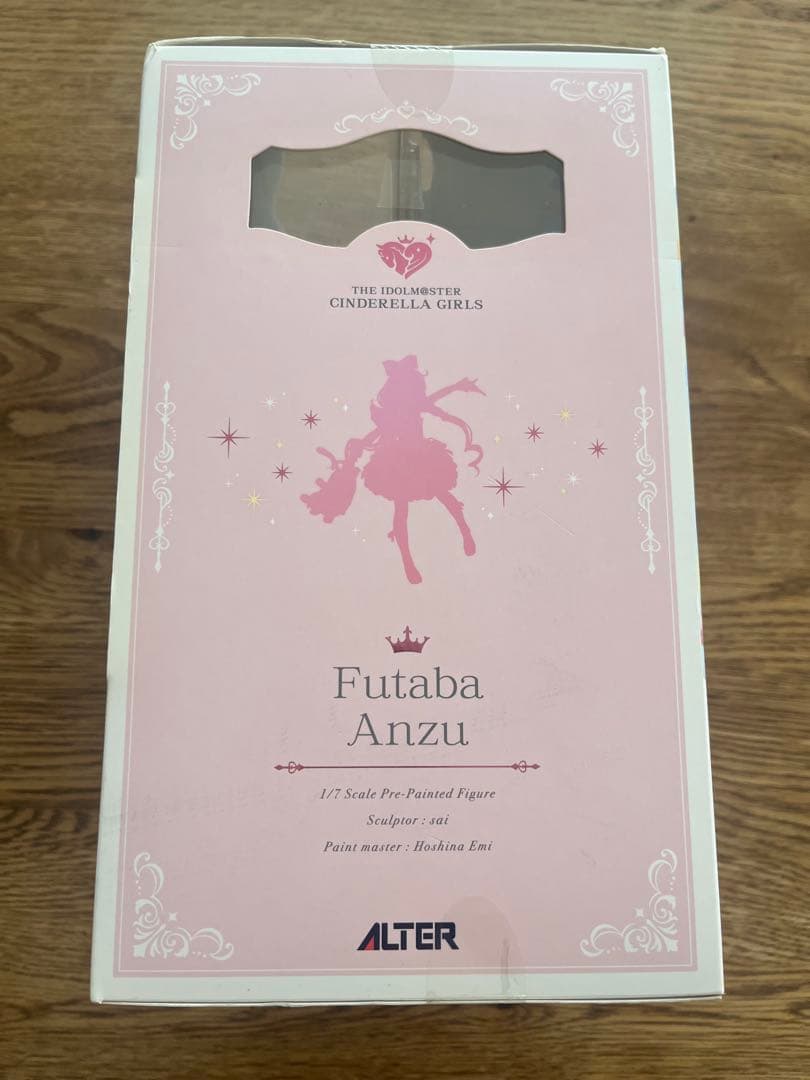 THE IDOLM@STER
CINDERELLA GIRLS
Futaba
Anzu
1/7 Scale Pre-Painted Figure
Sculptor : sai
Paint master : Hoshina Emi
ALTER